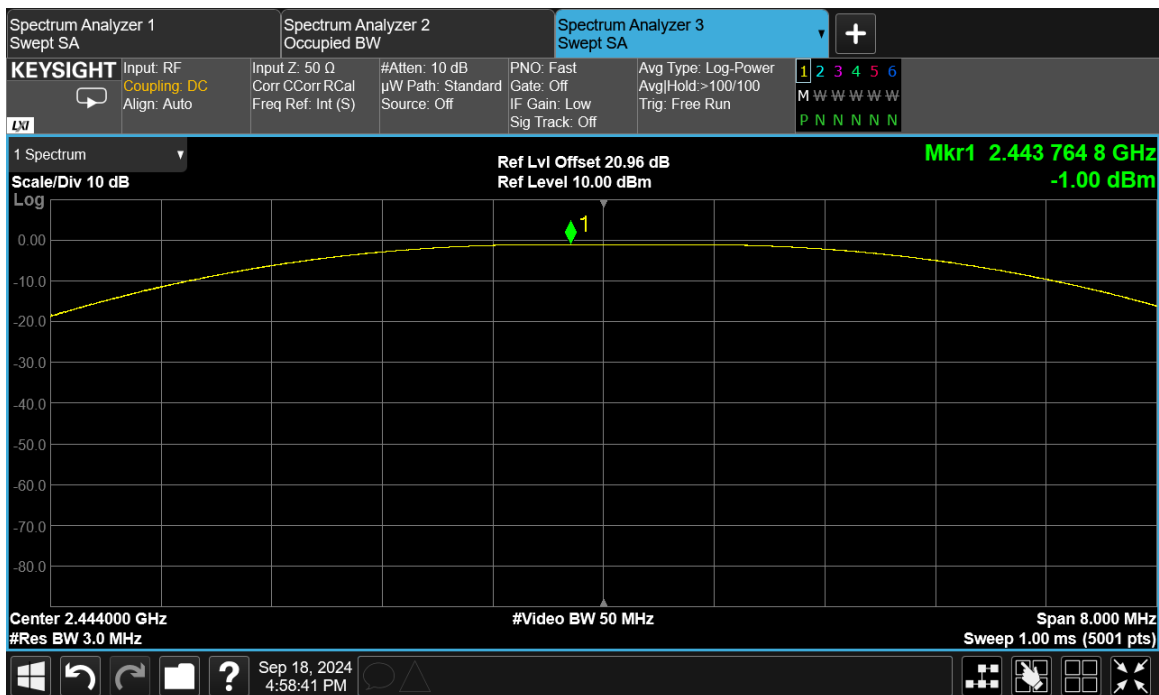 Spectrum Analyzer 1
Swept SA
Spectrum Analyzer 2
Occupied BW
Spectrum Analyzer 3
Swept SA
KEYSIGHT
LXI
Input: RF
Coupling: DC
Align: Auto
Input Z: 50 Ω
Corr CCorr RCal
Freq Ref: Int (S)
#Atten: 10 dB
µW Path: Standard
Source: Off
PNO: Fast
Gate: Off
IF Gain: Low
Sig Track: Off
Avg Type: Log-Power
Avg|Hold:>100/100
Trig: Free Run
1 2 3 4 5 6
M W W W W W
P N N N N N
1 Spectrum
Scale/Div 10 dB
Log
Ref Lvl Offset 20.96 dB
Ref Level 10.00 dBm
Mkr1 2.443 764 8 GHz
-1.00 dBm
1
0.00
-10.0
-20.0
-30.0
-40.0
-50.0
-60.0
-70.0
-80.0
Center 2.444000 GHz
#Res BW 3.0 MHz
#Video BW 50 MHz
Span 8.000 MHz
Sweep 1.00 ms (5001 pts)
?
Sep 18, 2024
4:58:41 PM